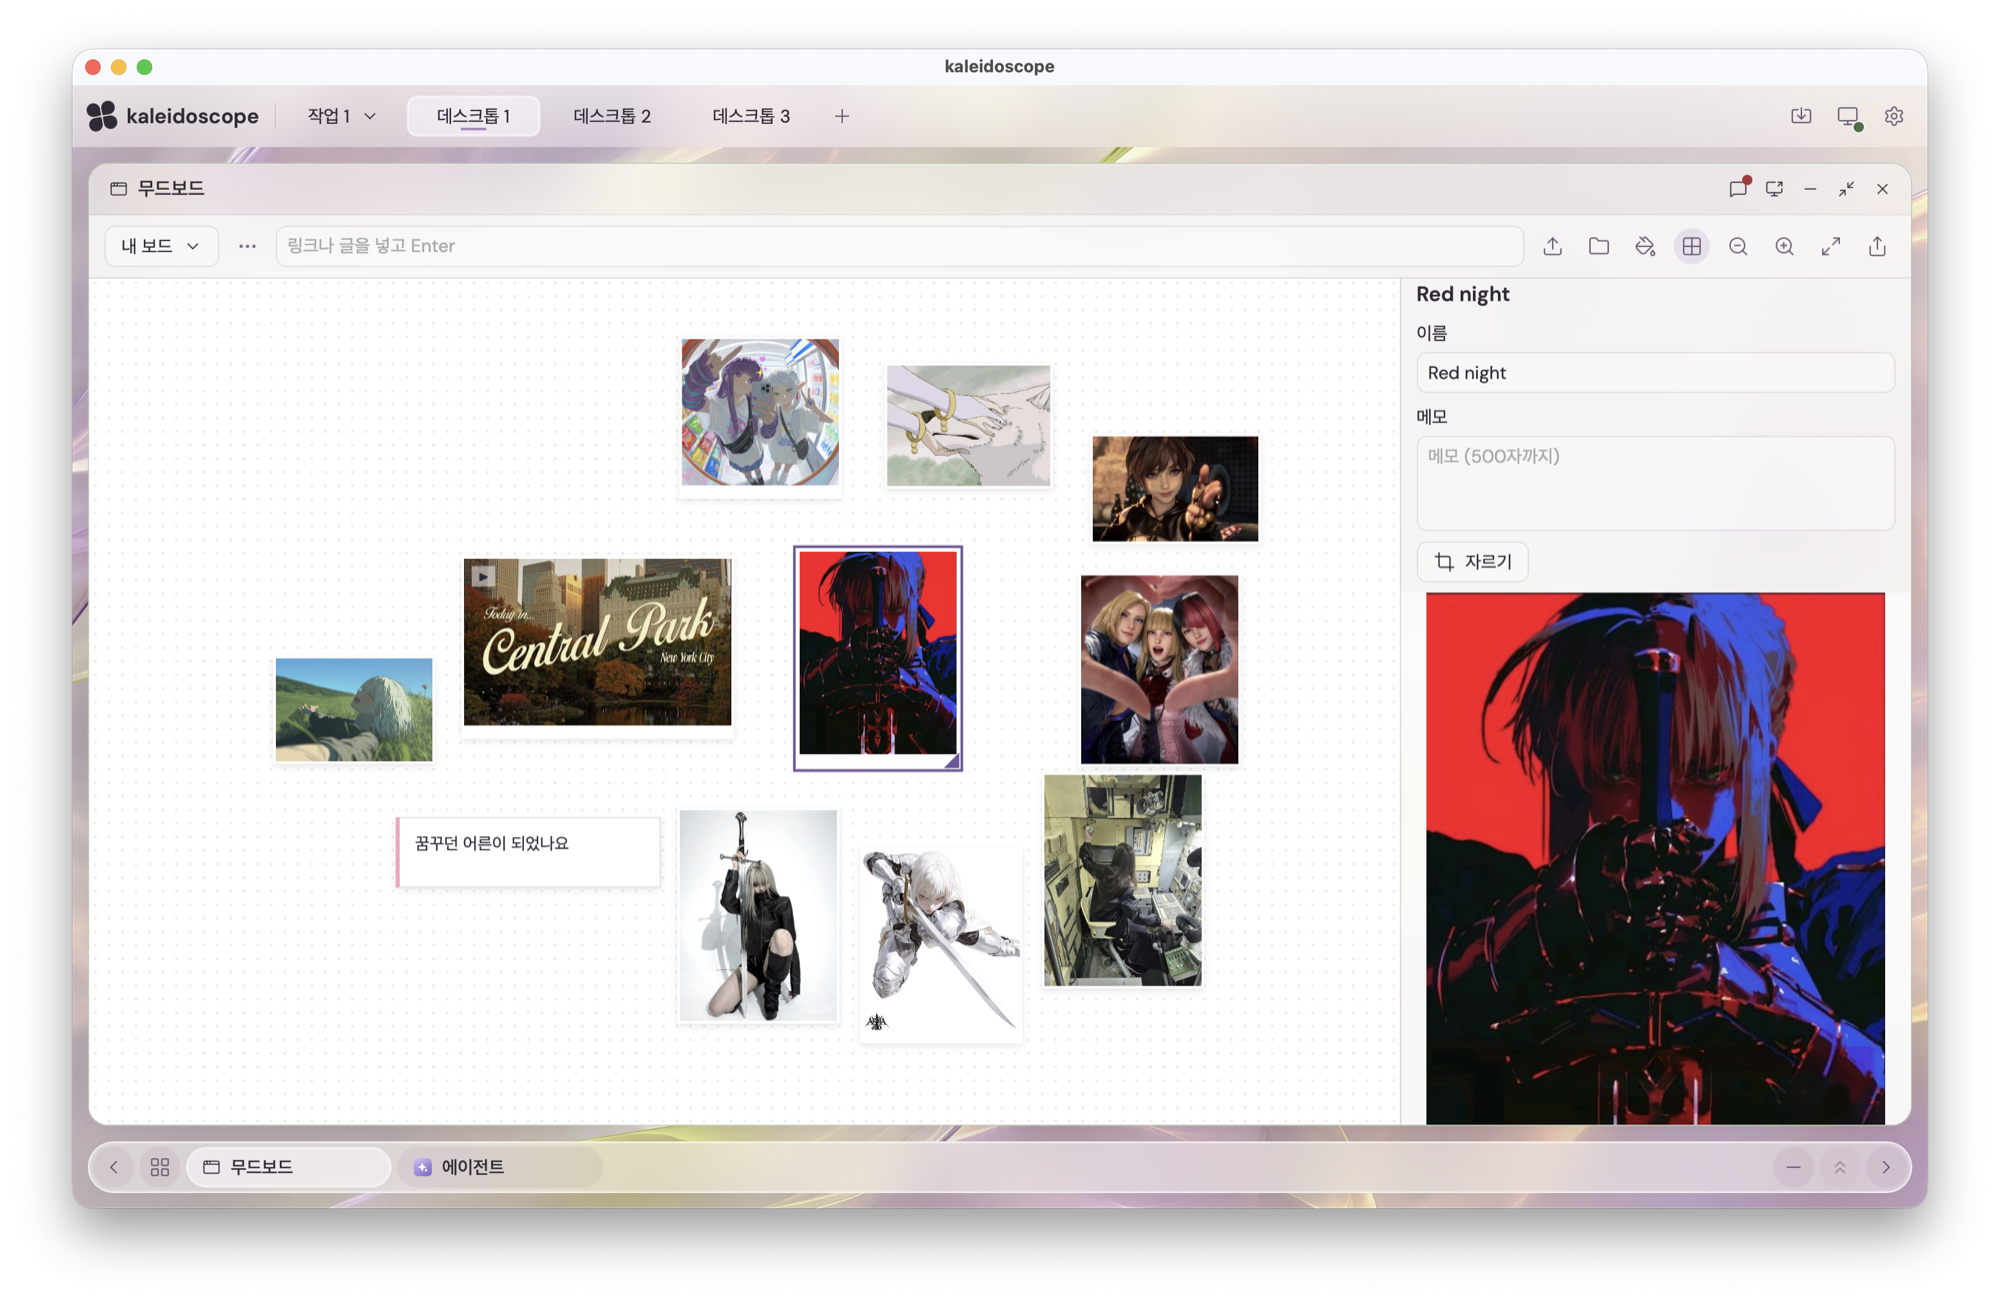 kaleidoscope
kaleidoscope
작업 1
데스크톱 1
데스크톱 2
데스크톱 3
무드보드
내 보드
링크나 글을 넣고 Enter
Red night
이름
Red night
메모
메모 (500자까지)
자르기
Today in...
Central Park
New York City
꿈꾸던 어른이 되었나요
무드보드
에이전트